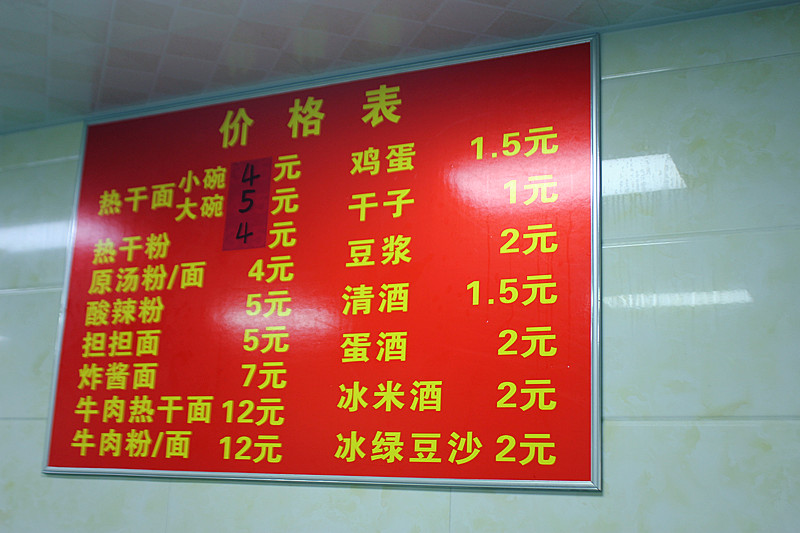 价格表
热干面 小碗 4元
大碗 5元
热干粉 4元
原汤粉/面 4元
酸辣粉 5元
担担面 5元
炸酱面 7元
牛肉热干面 12元
牛肉粉/面 12元
鸡蛋 1.5元
干子 1元
豆浆 2元
清酒 1.5元
蛋酒 2元
冰米酒 2元
冰绿豆沙 2元